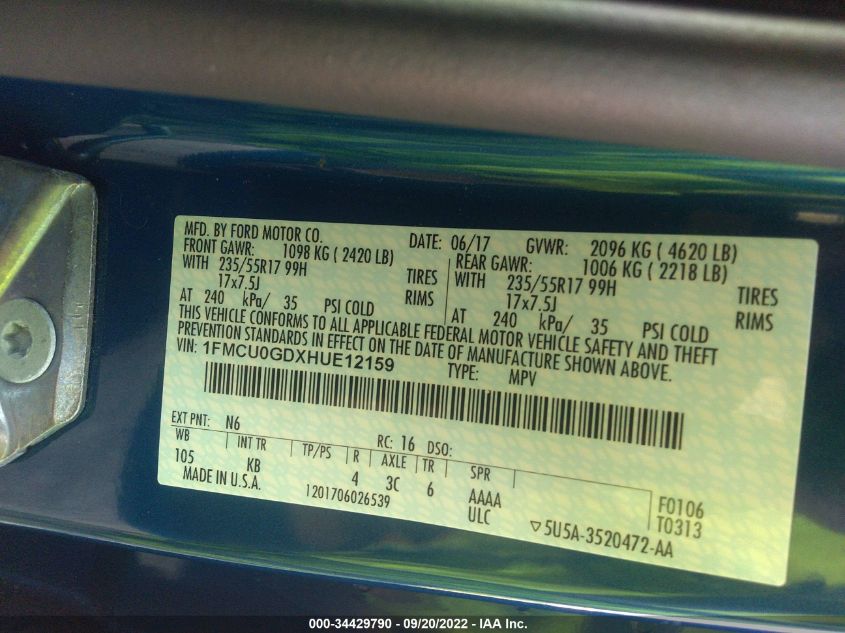 MFD. BY FORD MOTOR CO.
DATE: 06/17 GVWR: 2096 KG ( 4620 LB)
FRONT GAWR: 1098 KG ( 2420 LB)
WITH 235/55R17 99H TIRES
17x7.5J RIMS
AT 240 kPa/ 35 PSI COLD
REAR GAWR: 1006 KG ( 2218 LB)
WITH 235/55R17 99H TIRES
17x7.5J RIMS
AT 240 kPa/ 35 PSI COLD
THIS VEHICLE CONFORMS TO ALL APPLICABLE FEDERAL MOTOR VEHICLE SAFETY AND THEFT
PREVENTION STANDARDS IN EFFECT ON THE DATE OF MANUFACTURE SHOWN ABOVE.
VIN: 1FMCU0GDXHUE12159
TYPE: MPV
EXT PNT: N6 RC: 16 DSO:
WB INT TR TP/PS R AXLE TR SPR
105 KB 4 3C 6 AAAA
ULC
MADE IN U.S.A.
1201706026539
F0106
T0313
▽5U5A-3520472-AA
000-34429790 - 09/20/2022 - IAA Inc.